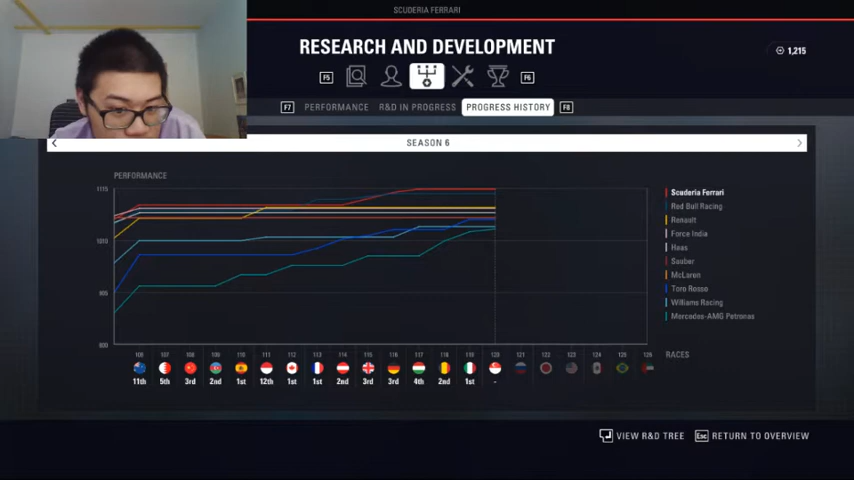 SCUDERIA FERRARI
RESEARCH AND DEVELOPMENT
1,215
F5 F6
F7 PERFORMANCE R&D IN PROGRESS PROGRESS HISTORY F8
SEASON 6
PERFORMANCE
1115
1010
905
800
Scuderia Ferrari
Red Bull Racing
Renault
Force India
Haas
Sauber
McLaren
Toro Rosso
Williams Racing
Mercedes-AMG Petronas
106 107 108 109 110 111 112 113 114 115 116 117 118 119 120 121 122 123 124 125 126 RACES
11th 5th 3rd 2nd 1st 12th 1st 1st 2nd 3rd 3rd 4th 2nd 1st -
VIEW R&D TREE Esc RETURN TO OVERVIEW